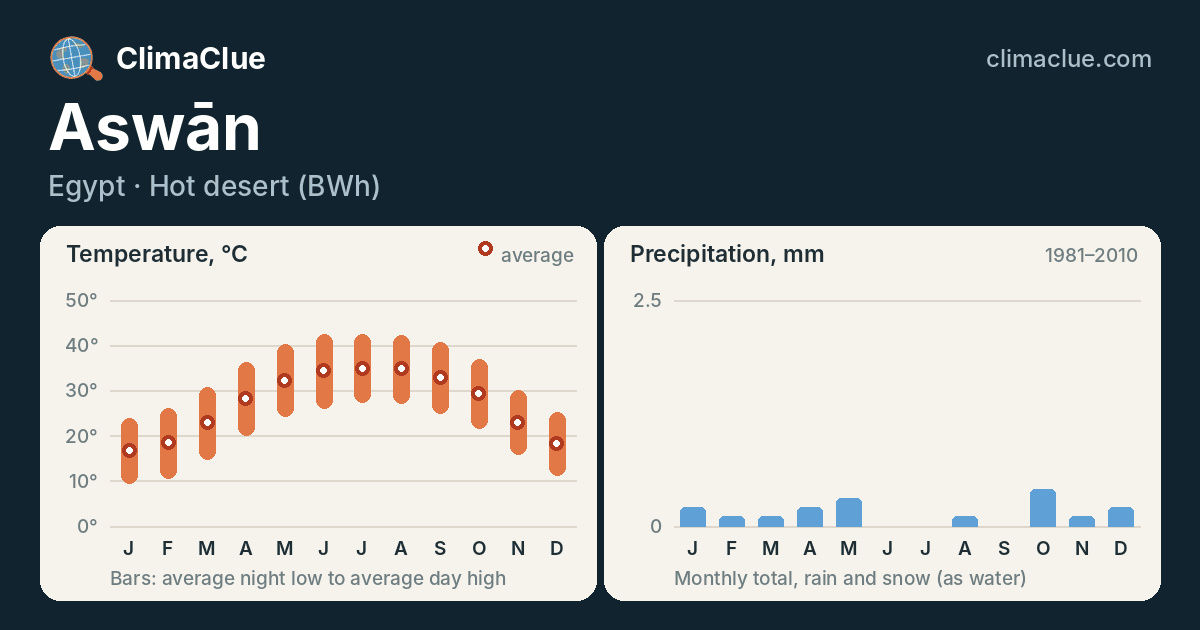 ClimaClue
climaclue.com
Aswān
Egypt · Hot desert (BWh)
Temperature, °C
average
50°
40°
30°
20°
10°
0°
J F M A M J J A S O N D
Bars: average night low to average day high
Precipitation, mm
1981–2010
2.5
0
J F M A M J J A S O N D
Monthly total, rain and snow (as water)